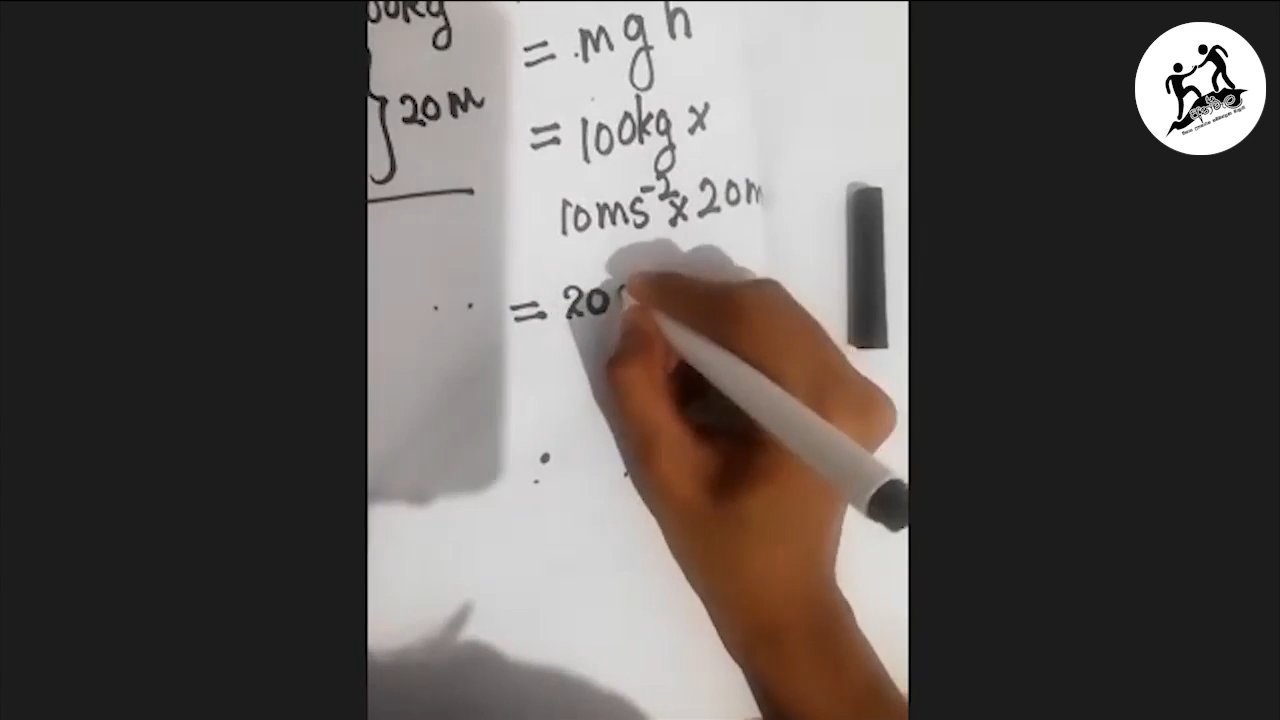 = mgh
20m
= 100kg x
10ms⁻² x 20m
= 20